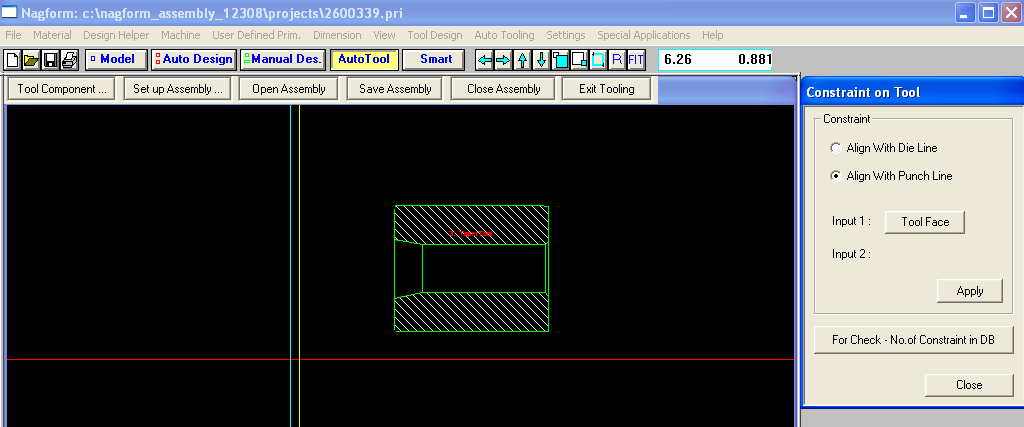 Nagform: c:\nagform_assembly_12308\projects\2600339.pri
File Material Design Helper Machine User Defined Prim. Dimension View Tool Design Auto Tooling Settings Special Applications Help
Model Auto Design Manual Des. AutoTool Smart R FIT 6.26 0.881
Tool Component ... Set up Assembly ... Open Assembly Save Assembly Close Assembly Exit Tooling
Constraint on Tool
Constraint
Align With Die Line
Align With Punch Line
Input 1 : Tool Face
Input 2 :
Apply
For Check - No.of Constraint in DB
Close